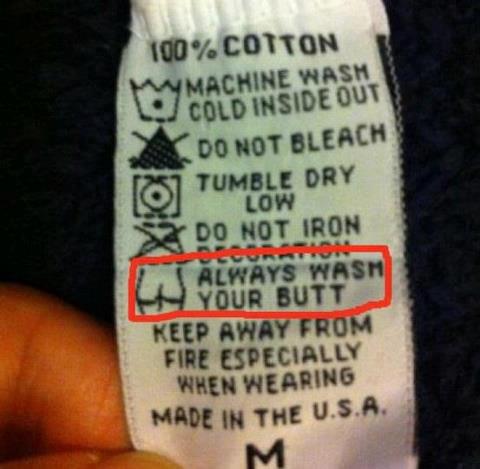 100% COTTON
MACHINE WASH
COLD INSIDE OUT
DO NOT BLEACH
TUMBLE DRY
LOW
DO NOT IRON
DECORATION
ALWAYS WASH
YOUR BUTT
KEEP AWAY FROM
FIRE ESPECIALLY
WHEN WEARING
MADE IN THE U.S.A.
M